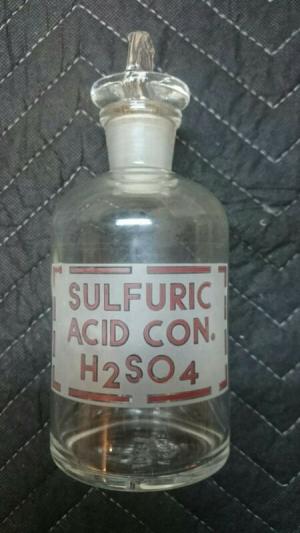 SULFURIC
ACID CON.
H2SO4